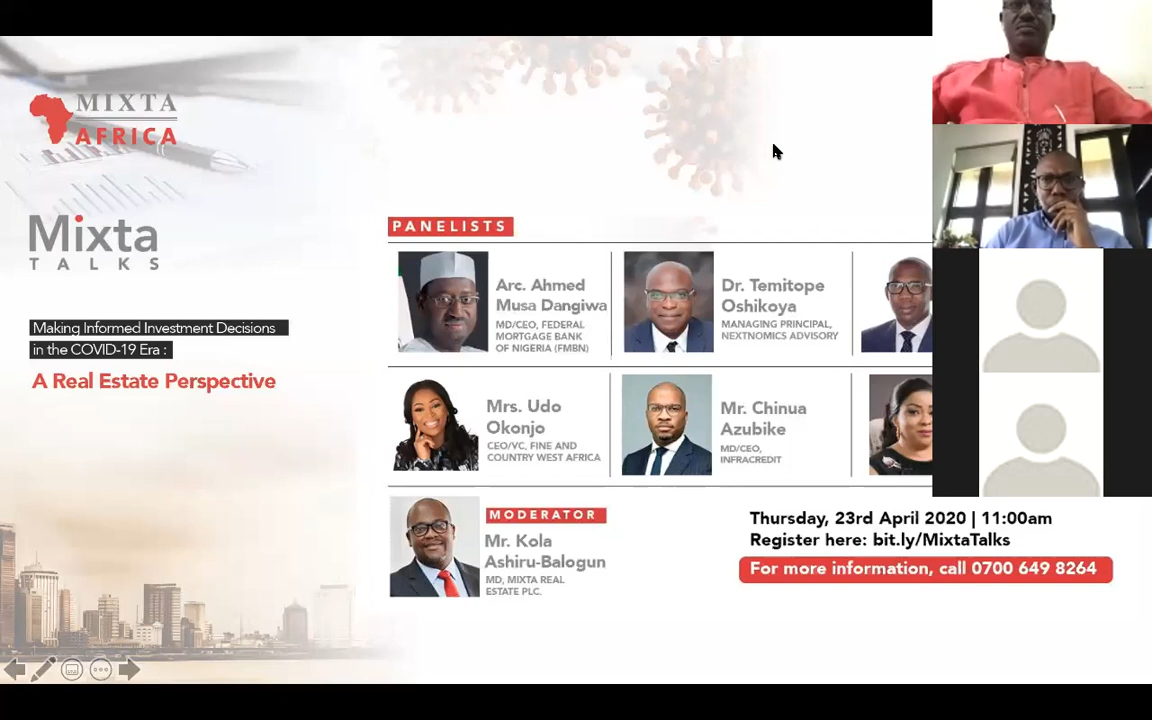 MIXTA
AFRICA
Mixta
TALKS
Making Informed Investment Decisions
in the COVID-19 Era :
A Real Estate Perspective
PANELISTS
Arc. Ahmed
Musa Dangiwa
MD/CEO, FEDERAL
MORTGAGE BANK
OF NIGERIA (FMBN)
Dr. Temitope
Oshikoya
MANAGING PRINCIPAL,
NEXTNOMICS ADVISORY
Mrs. Udo
Okonjo
CEO/VC, FINE AND
COUNTRY WEST AFRICA
Mr. Chinua
Azubike
MD/CEO,
INFRACREDIT
MODERATOR
Mr. Kola
Ashiru-Balogun
MD, MIXTA REAL
ESTATE PLC.
Thursday, 23rd April 2020 | 11:00am
Register here: bit.ly/MixtaTalks
For more information, call 0700 649 8264